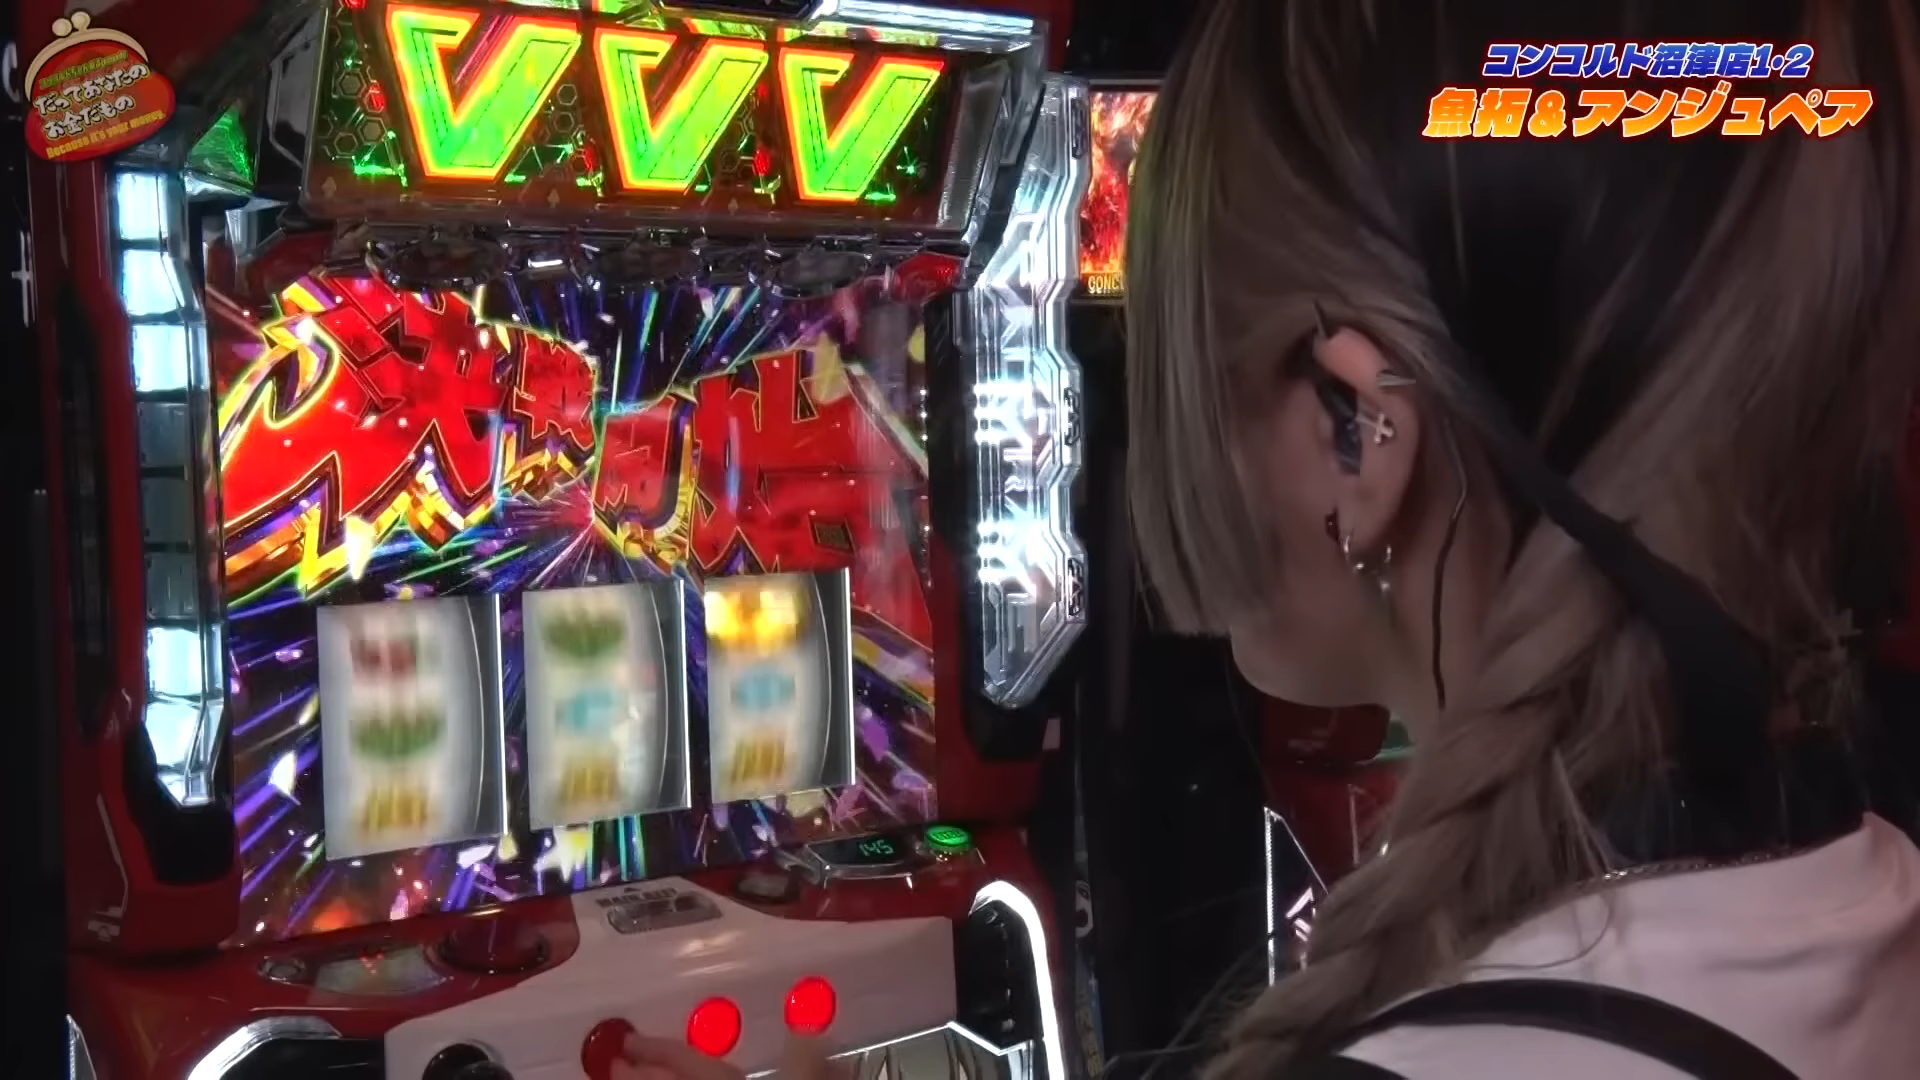 だってあなたの
お金だもの
Because it's your money.
VVV
コンコルド沼津店1・2
魚拓&アンジュペア
決戦開始
145